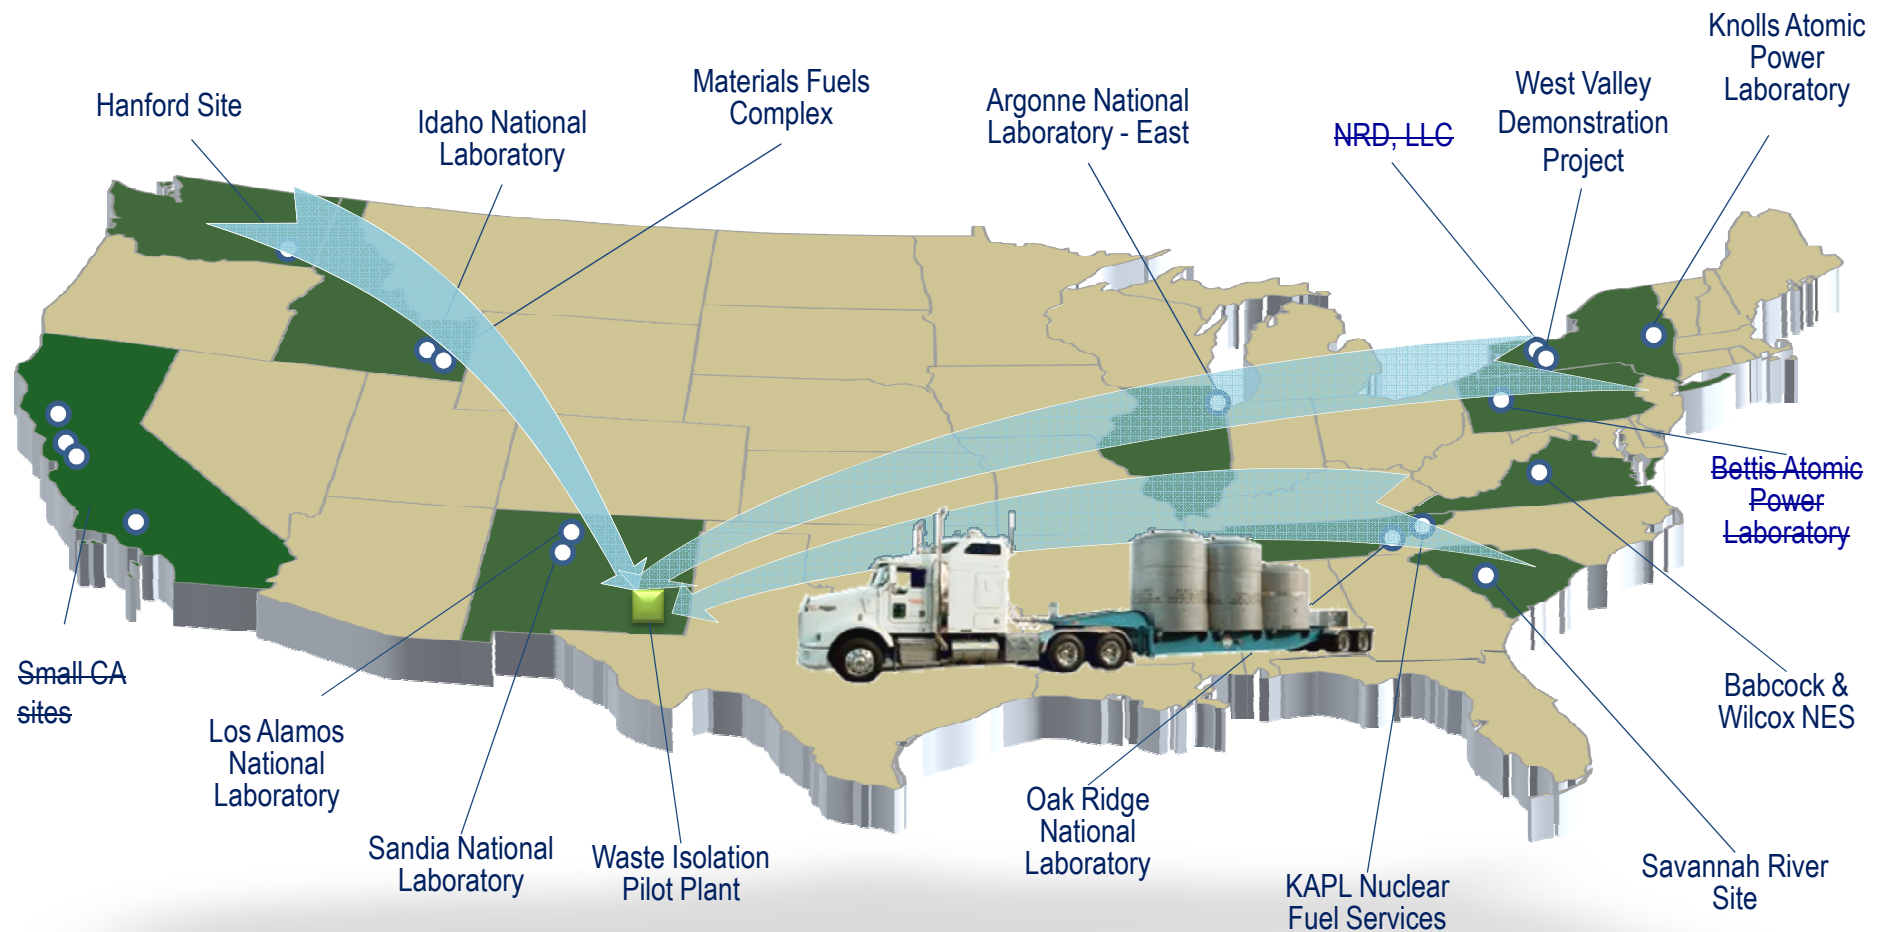 Knolls Atomic
Power
Laboratory
Materials Fuels
Complex
West Valley
Demonstration
Project
Hanford Site
Argonne National
Laboratory - East
Idaho National
Laboratory
NRD, LLC
Bettis Atomic
Power
Laboratory
Small CA
sites
Babcock &
Wilcox NES
Los Alamos
National
Laboratory
Oak Ridge
National
Laboratory
Sandia National
Laboratory
Waste Isolation
Pilot Plant
Savannah River
Site
KAPL Nuclear
Fuel Services